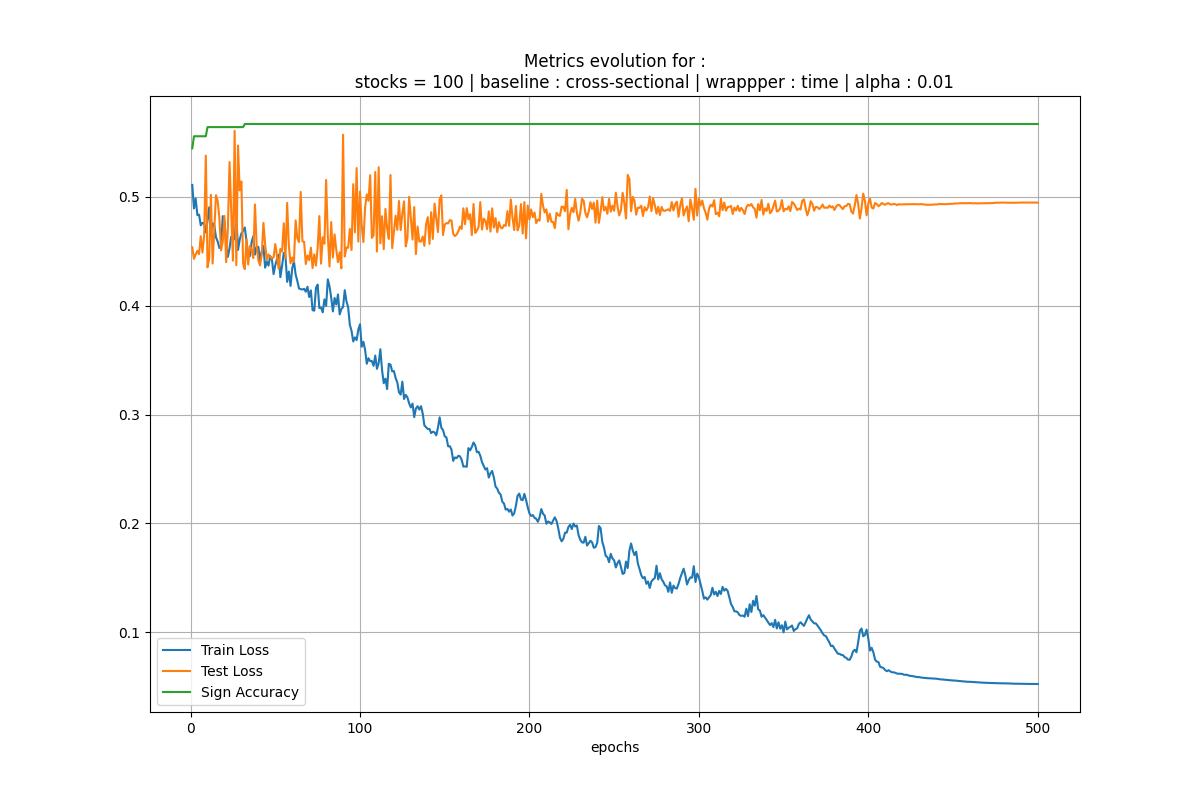 Metrics evolution for :
stocks = 100 | baseline : cross-sectional | wrappper : time | alpha : 0.01
0.5
0.4
0.3
0.2
0.1
Train Loss
Test Loss
Sign Accuracy
0 100 200 300 400 500
epochs